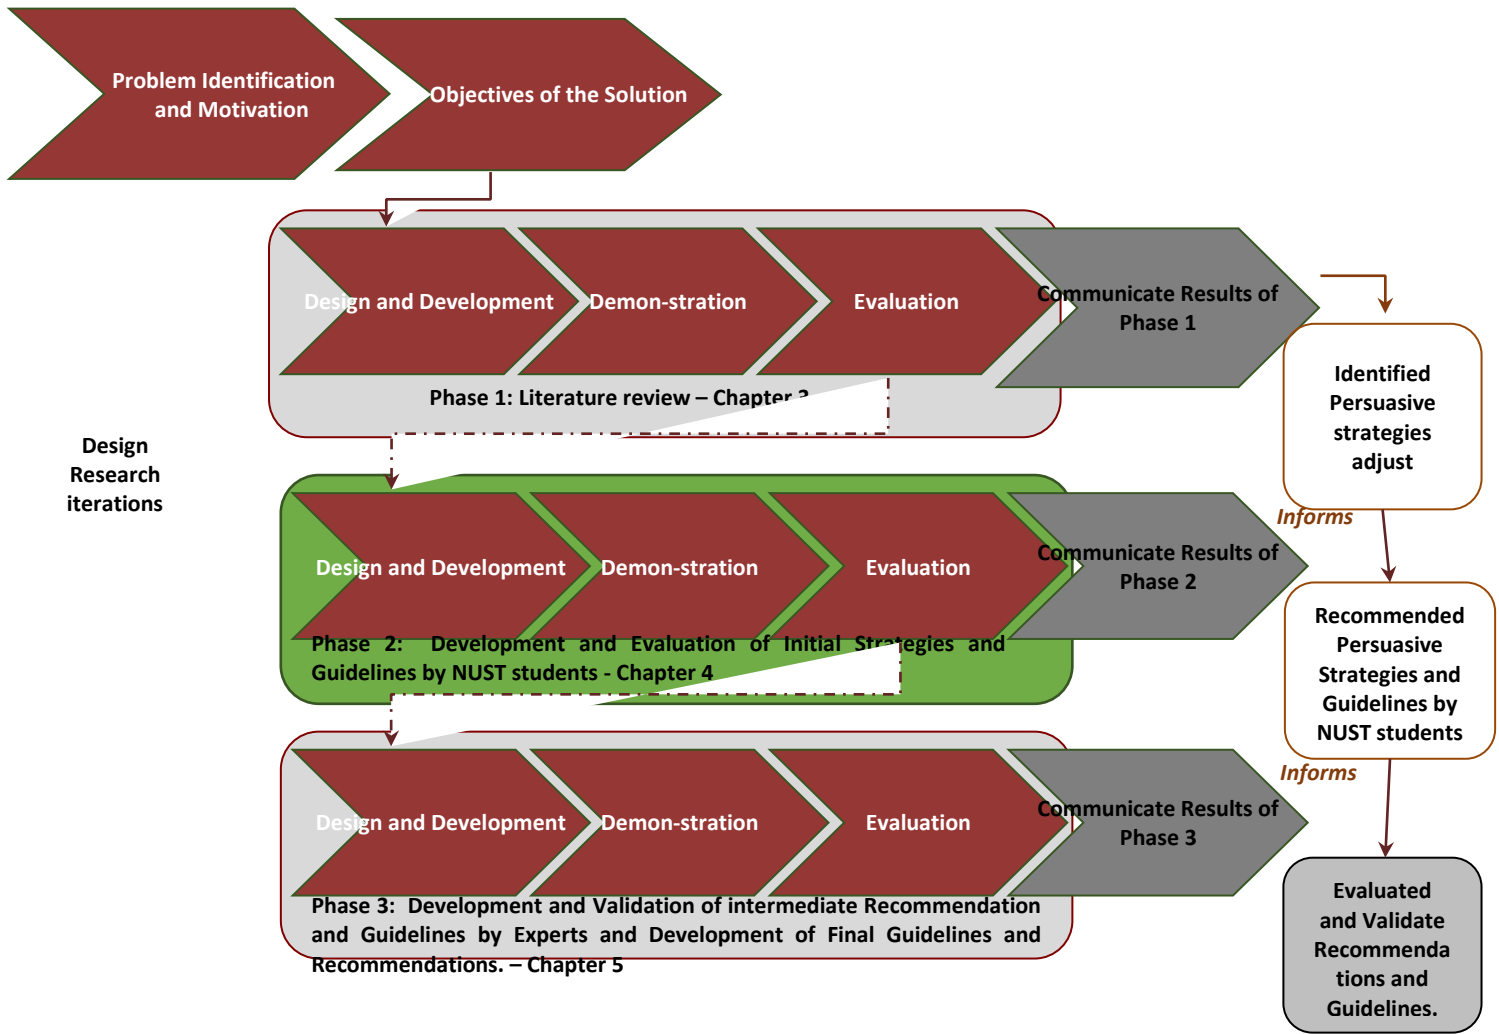 Problem Identification
and Motivation
Objectives of the Solution
Design and Development
Demon-stration
Evaluation
Communicate Results of
Phase 1
Phase 1: Literature review – Chapter
Identified
Persuasive
strategies
adjust
Design
Research
iterations
Informs
Design and Development
Demon-stration
Evaluation
Communicate Results of
Phase 2
Phase 2: Development and Evaluation of Initial Strategies and
Guidelines by NUST students - Chapter 4
Recommended
Persuasive
Strategies and
Guidelines by
NUST students
Informs
Design and Development
Demon-stration
Evaluation
Communicate Results of
Phase 3
Phase 3: Development and Validation of intermediate Recommendation
and Guidelines by Experts and Development of Final Guidelines and
Recommendations. – Chapter 5
Evaluated
and Validate
Recommenda
tions and
Guidelines.